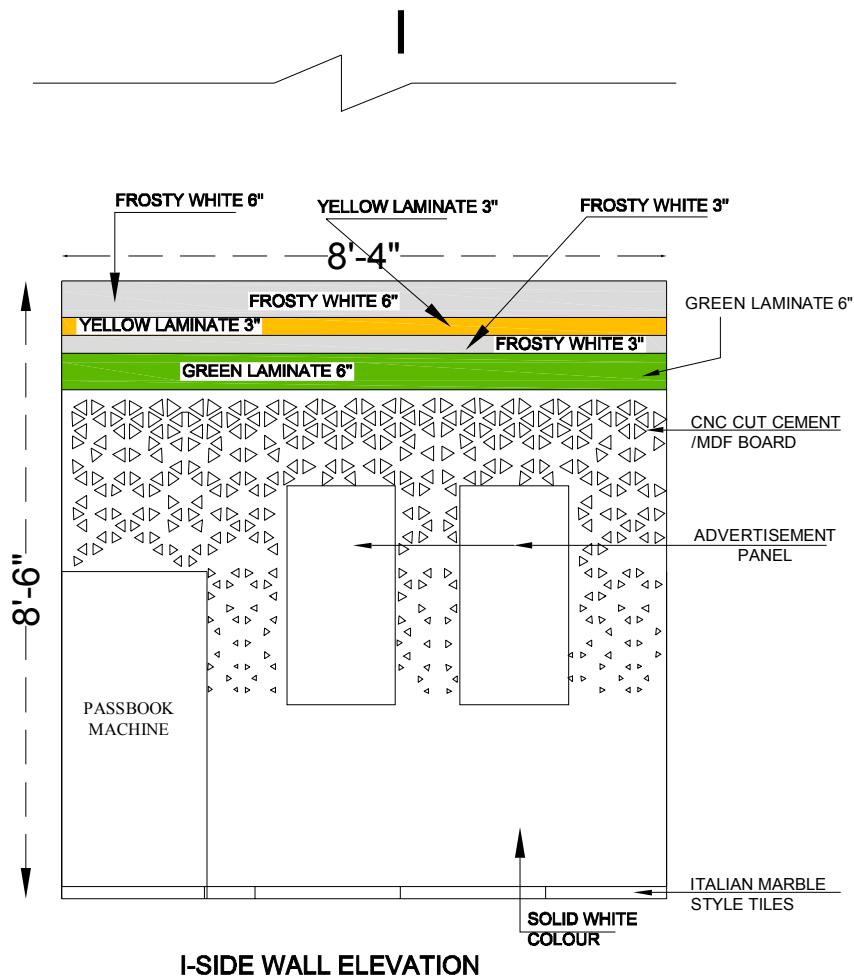 I
FROSTY WHITE 6"
YELLOW LAMINATE 3"
FROSTY WHITE 3"
8'-4"
FROSTY WHITE 6"
GREEN LAMINATE 6"
YELLOW LAMINATE 3"
FROSTY WHITE 3"
GREEN LAMINATE 6"
CNC CUT CEMENT
/MDF BOARD
ADVERTISEMENT
PANEL
8'-6"
PASSBOOK
MACHINE
ITALIAN MARBLE
STYLE TILES
SOLID WHITE
COLOUR
I-SIDE WALL ELEVATION